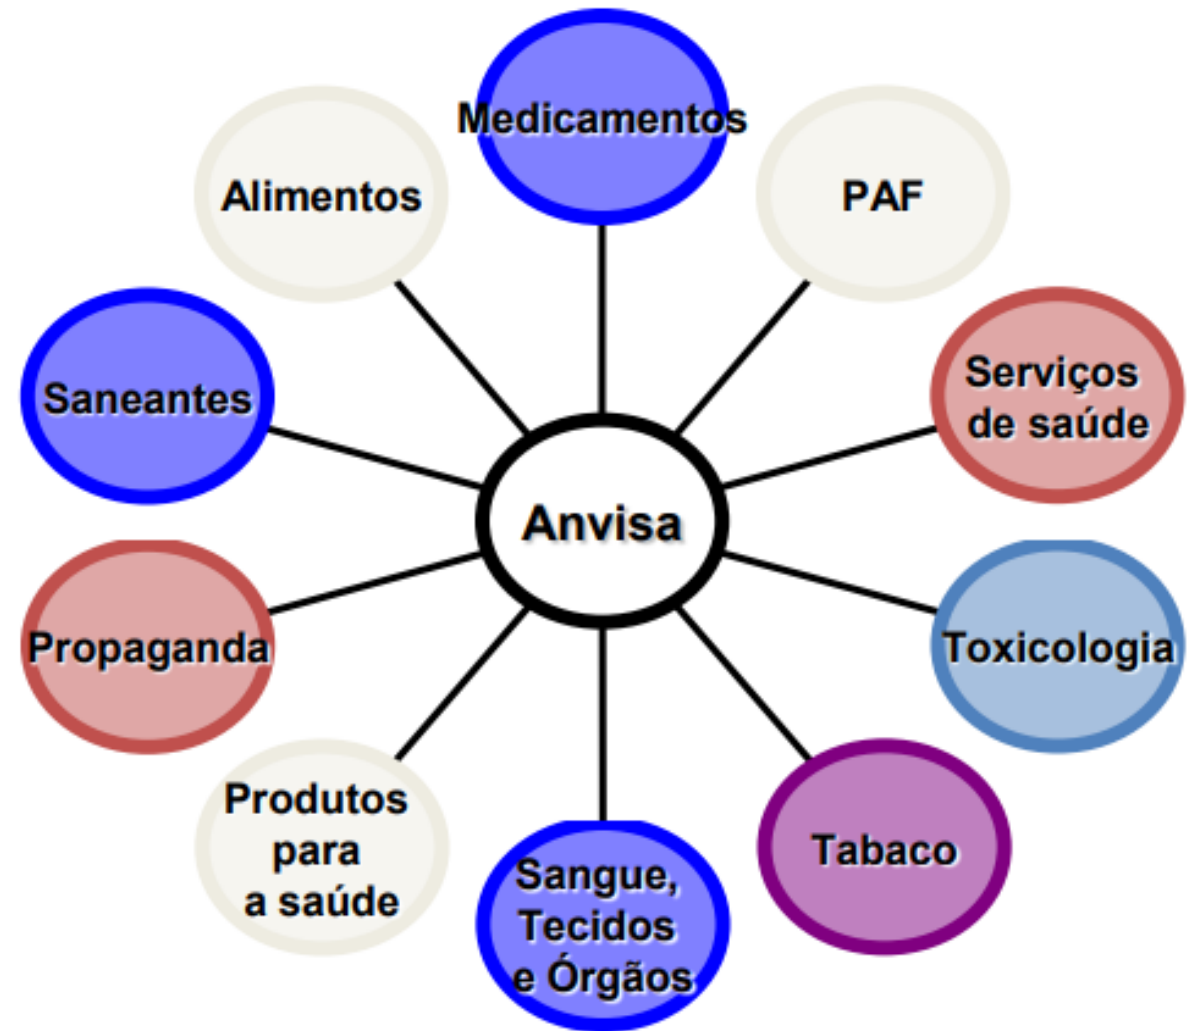 Medicamentos
Alimentos
PAF
Serviços
de saúde
Saneantes
Anvisa
Propaganda
Toxicologia
Produtos
para
a saúde
Tabaco
Sangue,
Tecidos
e Órgãos